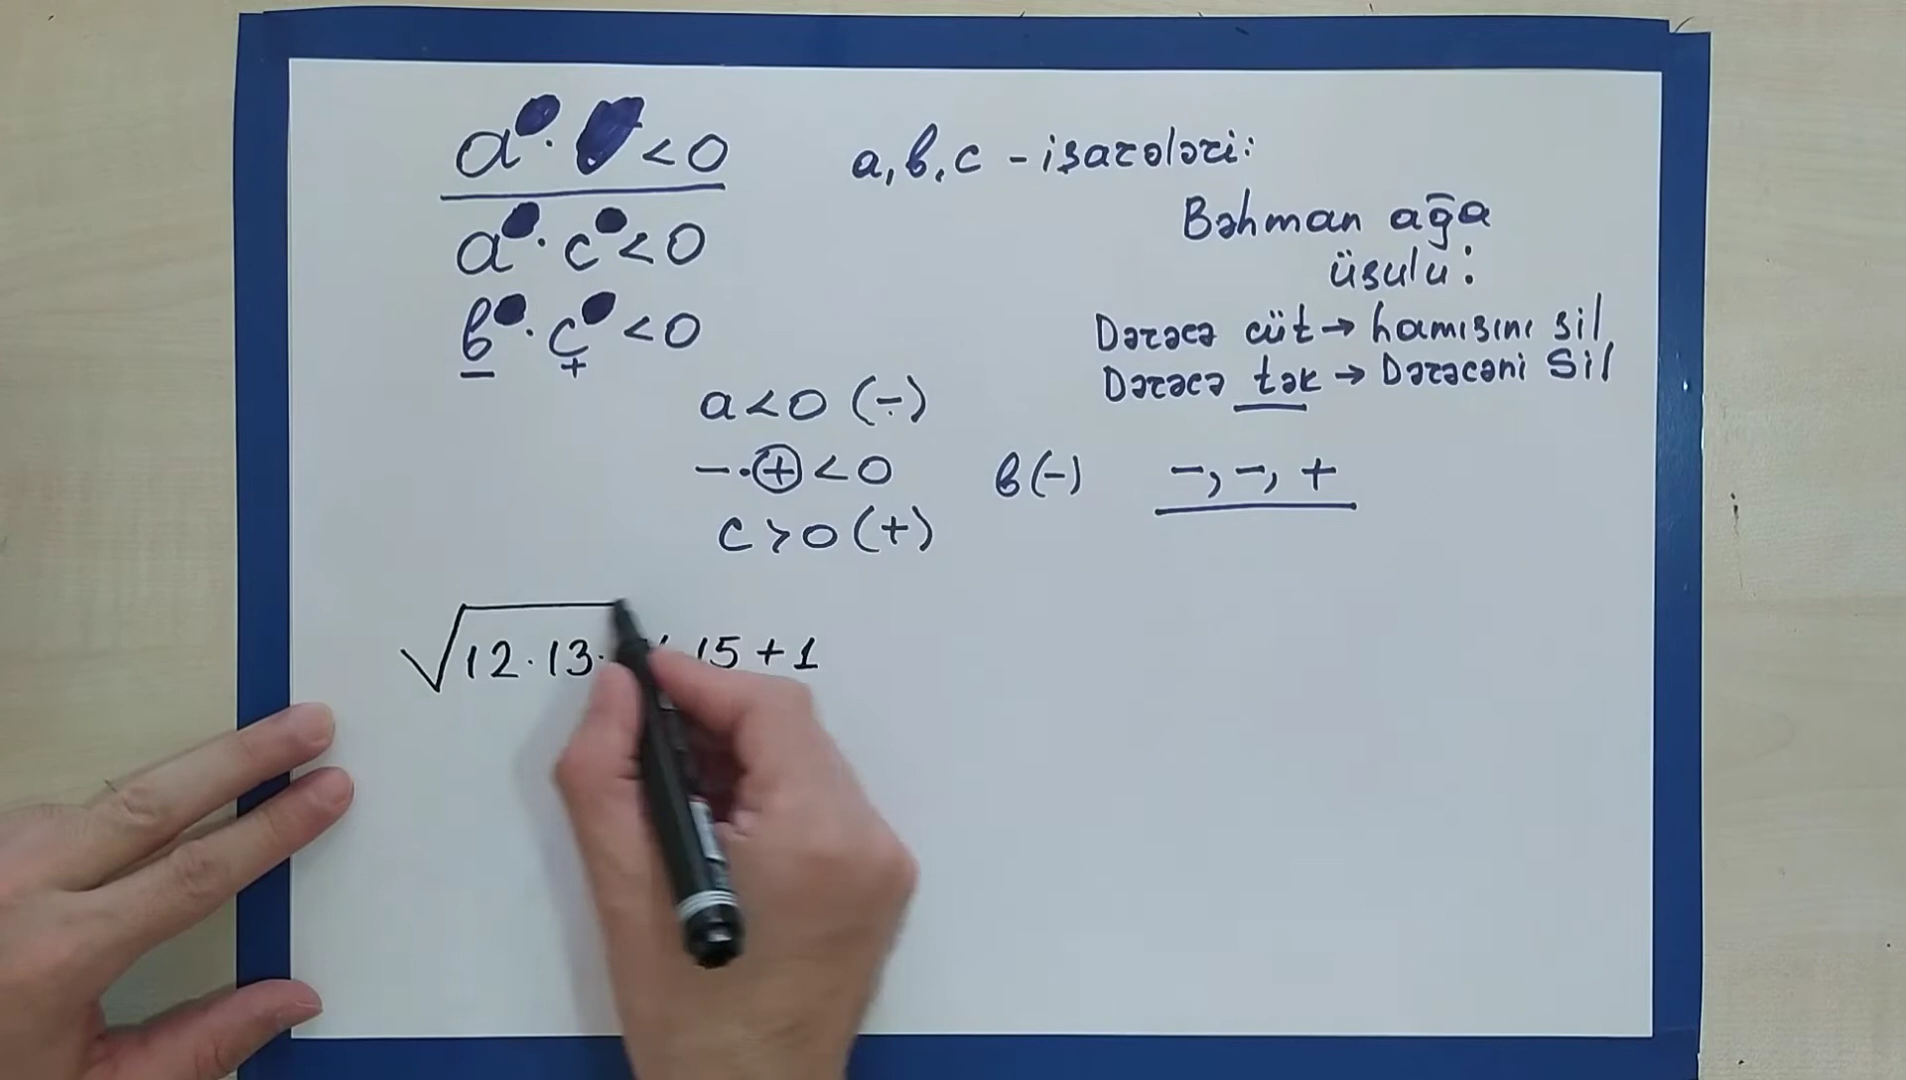 a · < 0
a, b, c - işarələri:
a · c < 0
b · c < 0
- +
Bəhman ağa
üsulu:
Dərəcə cüt → hamısını sil
Dərəcə tək → Dərəcəni Sil
a < 0 (-)
- · + < 0 b (-) -, -, +
c > 0 (+)
√12 · 13 · 15 + 1